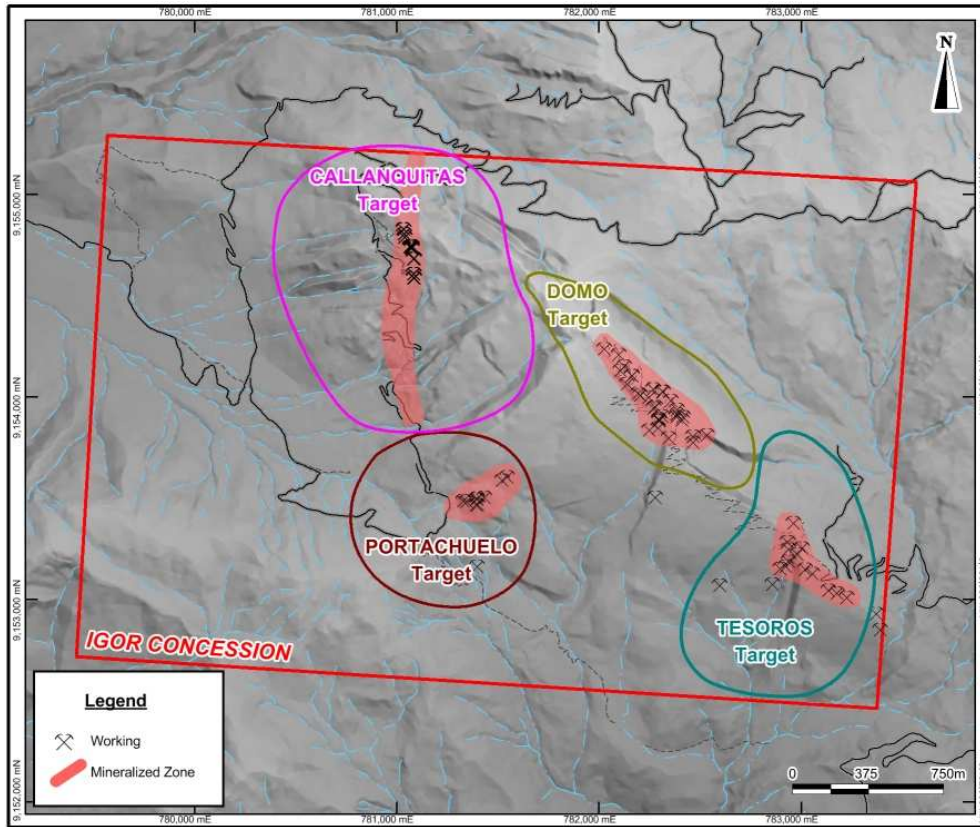 780,000 mE
781,000 mE
782,000 mE
783,000 mE
N
9,155,000 mN
9,154,000 mN
9,153,000 mN
9,152,000 mN
CALLANQUITAS
Target
DOMO
Target
PORTACHUELO
Target
TESOROS
Target
IGOR CONCESSION
Legend
Working
Mineralized Zone
0 375 750m
780,000 mE
781,000 mE
782,000 mE
783,000 mE